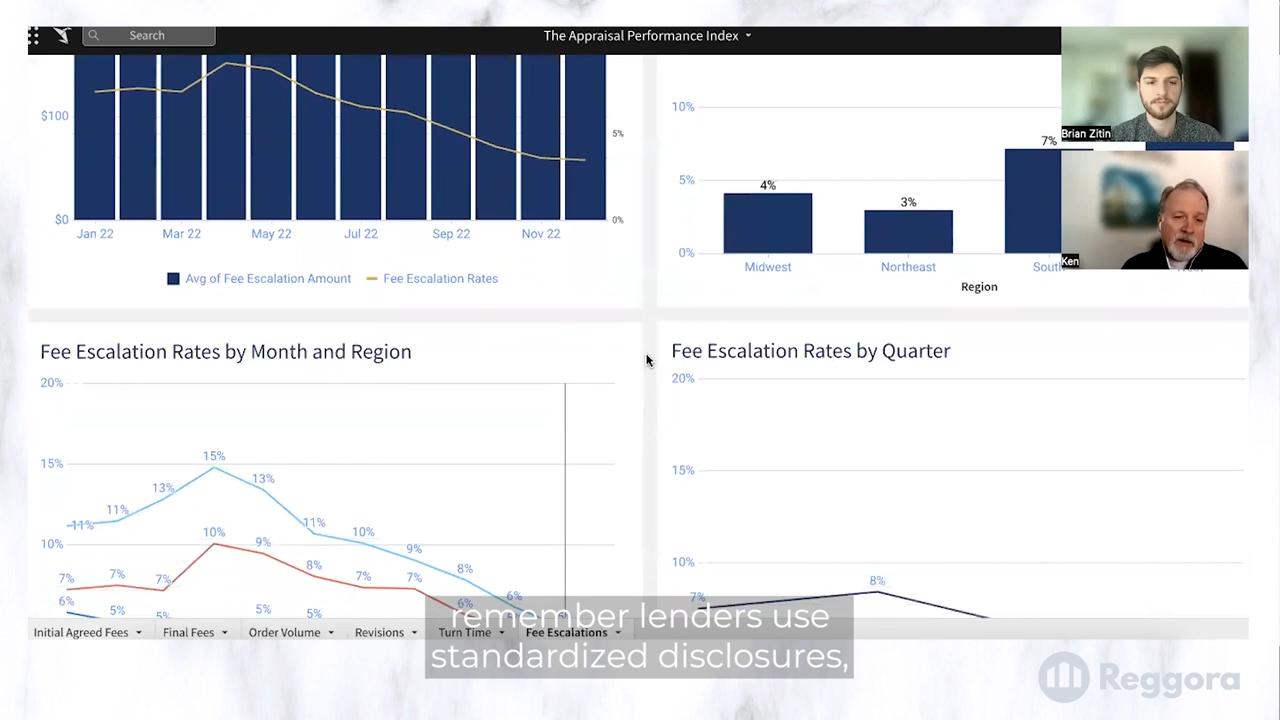 Search
The Appraisal Performance Index
$100
$0
5%
0%
Jan 22
Mar 22
May 22
Jul 22
Sep 22
Nov 22
Avg of Fee Escalation Amount
Fee Escalation Rates
10%
5%
0%
4%
3%
7%
Midwest
Northeast
South
Region
Brian Zitin
Ken
Fee Escalation Rates by Month and Region
20%
15%
10%
11%
11%
13%
15%
13%
11%
10%
9%
8%
6%
7%
7%
7%
10%
9%
8%
7%
7%
6%
6%
5%
5%
5%
5%
Fee Escalation Rates by Quarter
20%
15%
10%
7%
8%
Initial Agreed Fees
Final Fees
Order Volume
Revisions
Turn Time
Fee Escalations
remember lenders use
standardized disclosures,
Reggora